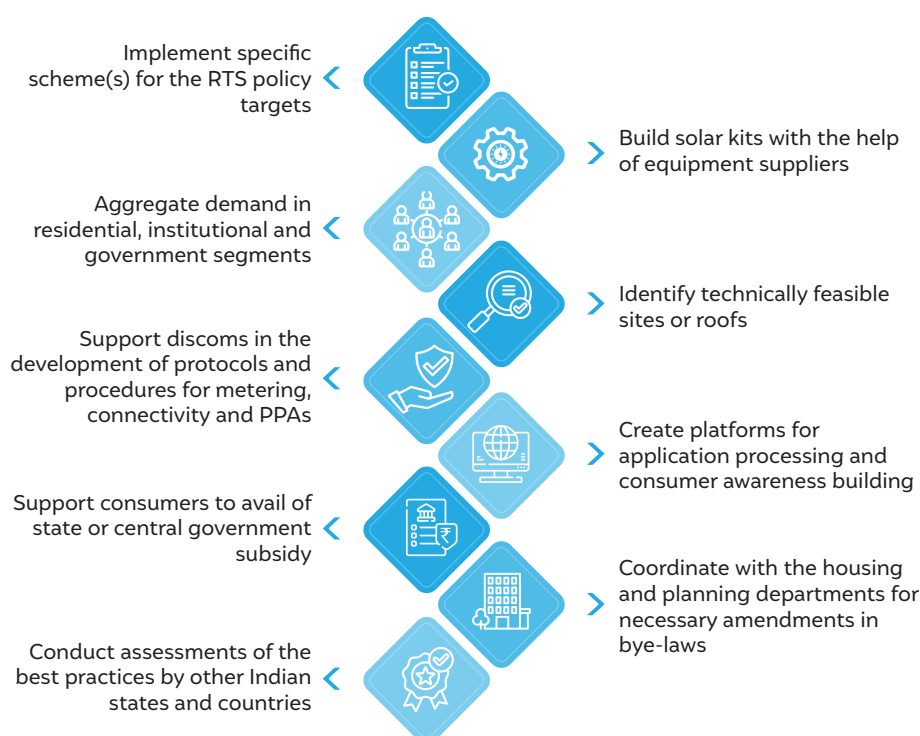 Implement specific
scheme(s) for the RTS policy
targets
Build solar kits with the help
of equipment suppliers
Aggregate demand in
residential, institutional and
government segments
Identify technically feasible
sites or roofs
Support discoms in the
development of protocols and
procedures for metering,
connectivity and PPAs
Create platforms for
application processing and
consumer awareness building
Support consumers to avail of
state or central government
subsidy
₹
Coordinate with the housing
and planning departments for
necessary amendments in
bye-laws
Conduct assessments of the
best practices by other Indian
states and countries